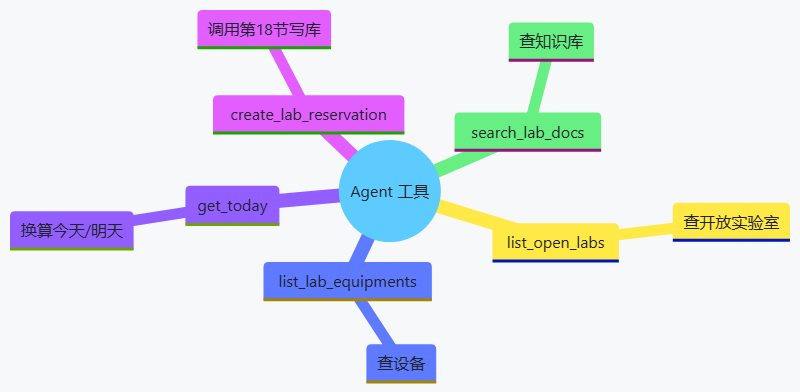 调用第18节写库
create_lab_reservation
查知识库
search_lab_docs
Agent 工具
get_today
换算今天/明天
list_open_labs
查开放实验室
list_lab_equipments
查设备